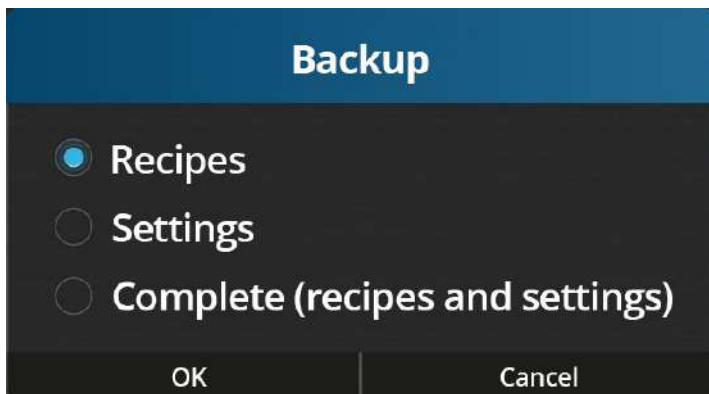 Backup
Recipes
Settings
Complete (recipes and settings)
OK
Cancel